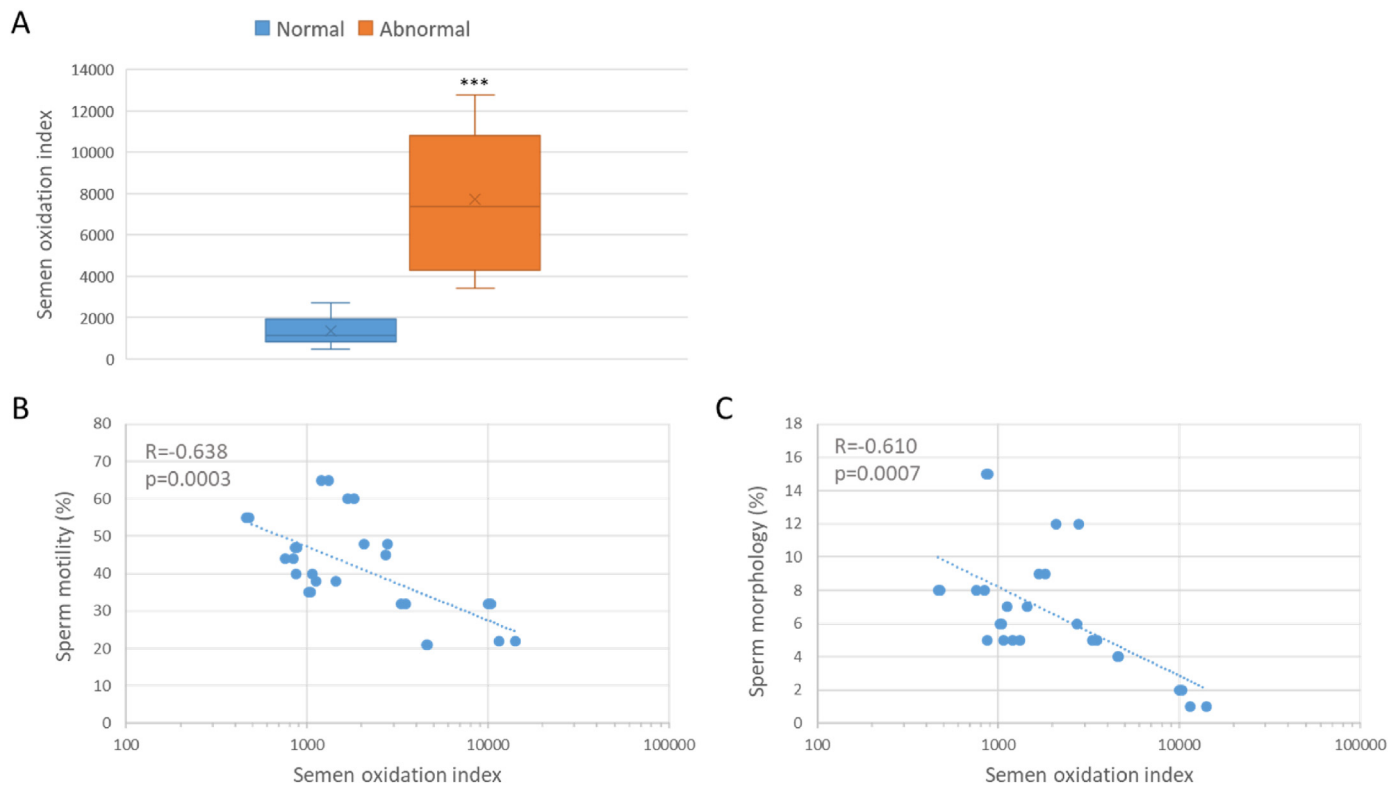 A
Normal Abnormal
14000
12000
10000
8000
6000
4000
2000
0
Semen oxidation index
***
B
80
70
60
50
40
30
20
10
0
Sperm motility (%)
R=-0.638
p=0.0003
100 1000 10000 100000
Semen oxidation index
C
18
16
14
12
10
8
6
4
2
0
Sperm morphology (%)
R=-0.610
p=0.0007
100 1000 10000 100000
Semen oxidation index